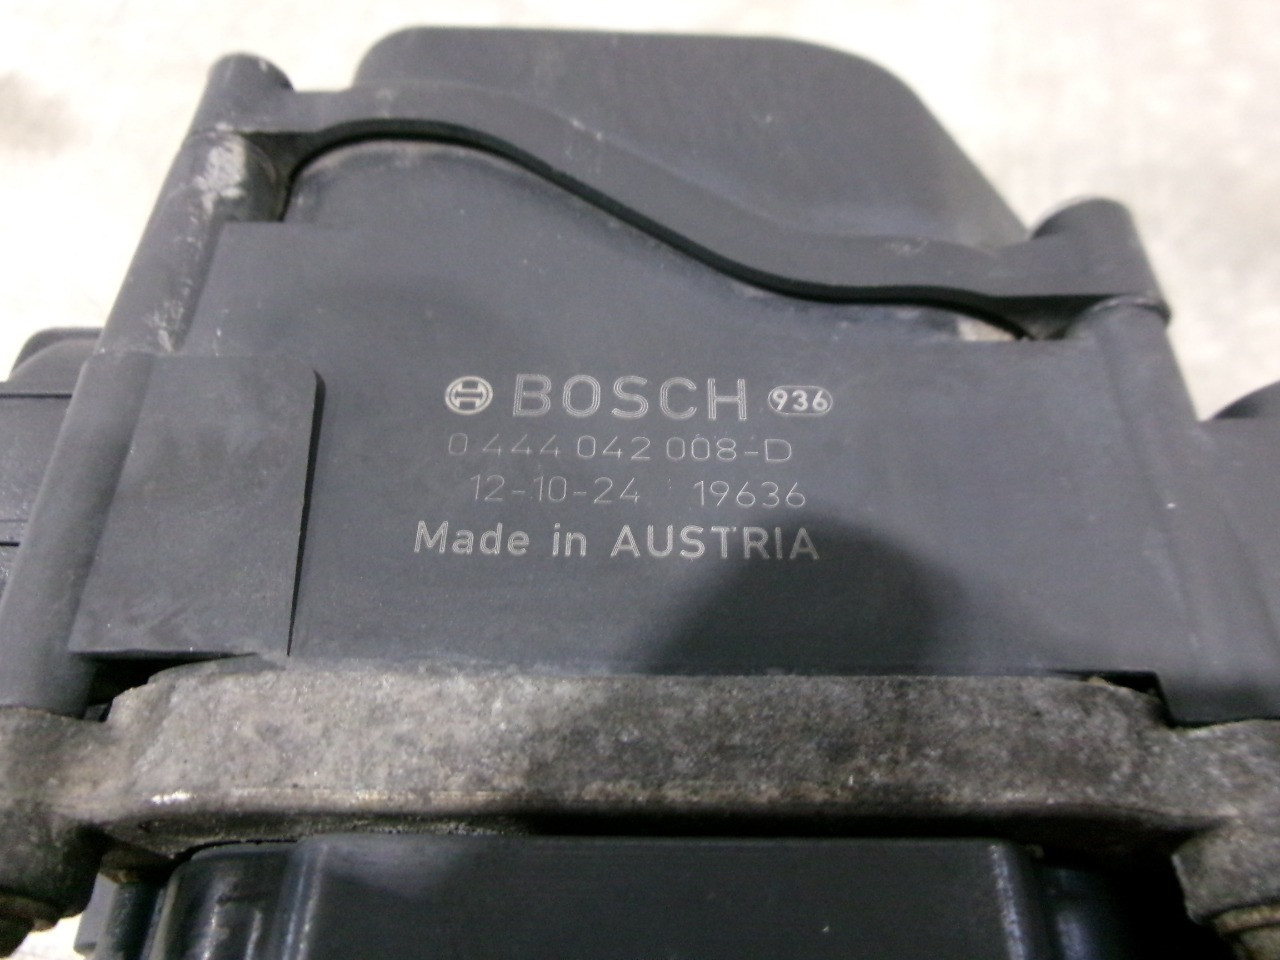 BOSCH 936
0 444 042 008-D
12-10-24 19636
Made in AUSTRIA